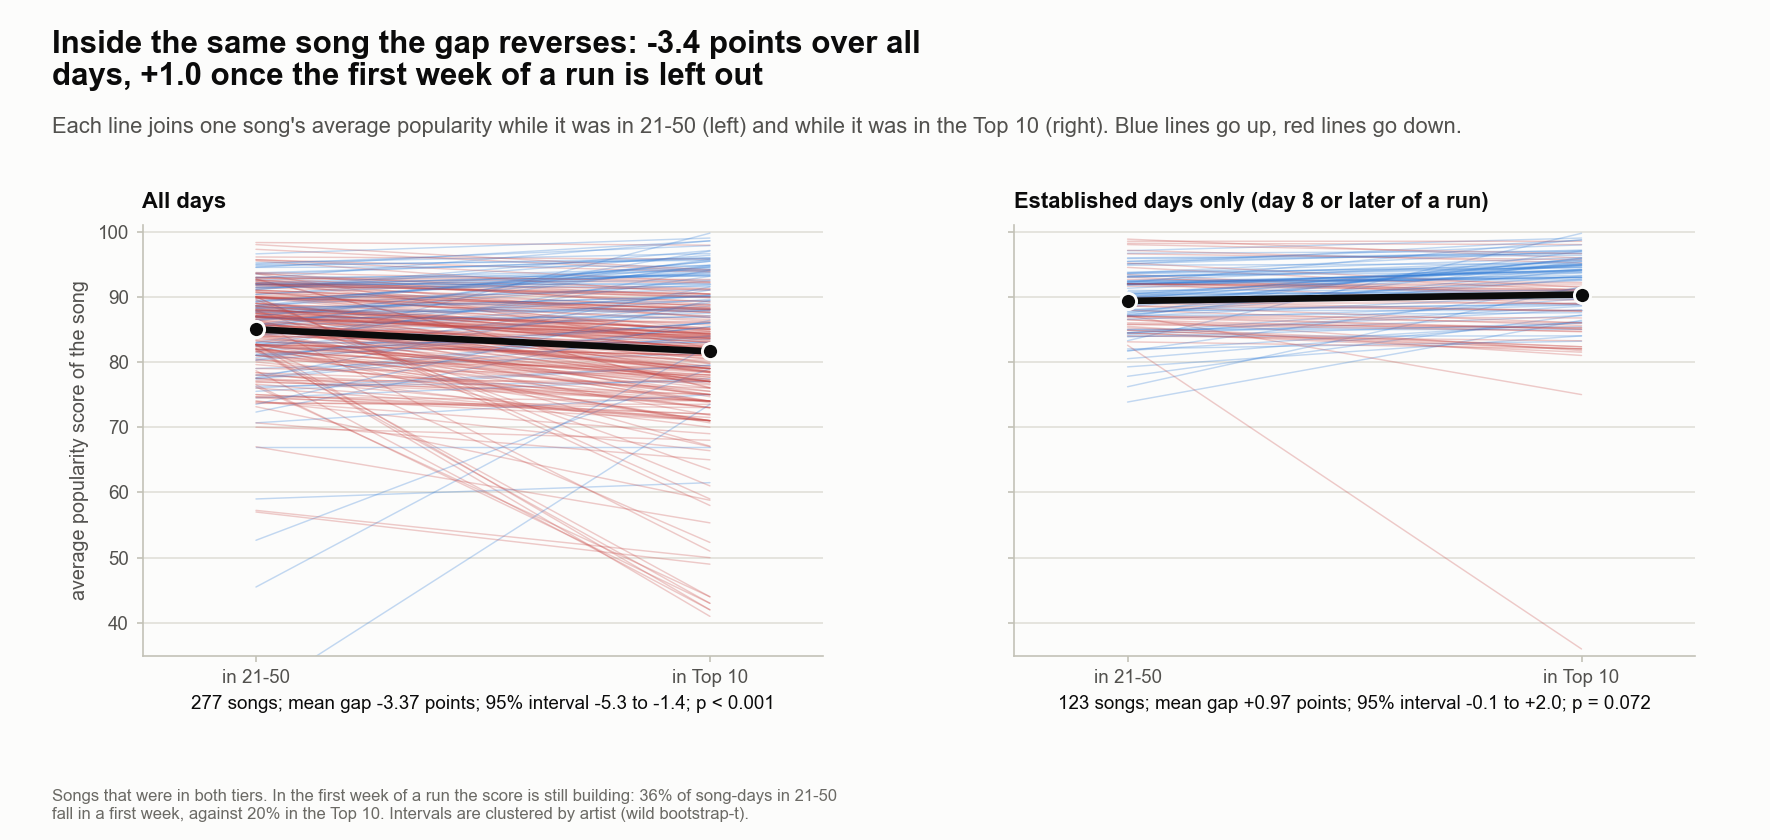 Inside the same song the gap reverses: -3.4 points over all
days, +1.0 once the first week of a run is left out
Each line joins one song's average popularity while it was in 21-50 (left) and while it was in the Top 10 (right). Blue lines go up, red lines go down.
All days
100
90
80
70
60
50
40
average popularity score of the song
in 21-50
in Top 10
277 songs; mean gap -3.37 points; 95% interval -5.3 to -1.4; p < 0.001
Established days only (day 8 or later of a run)
in 21-50
in Top 10
123 songs; mean gap +0.97 points; 95% interval -0.1 to +2.0; p = 0.072
Songs that were in both tiers. In the first week of a run the score is still building: 36% of song-days in 21-50
fall in a first week, against 20% in the Top 10. Intervals are clustered by artist (wild bootstrap-t).